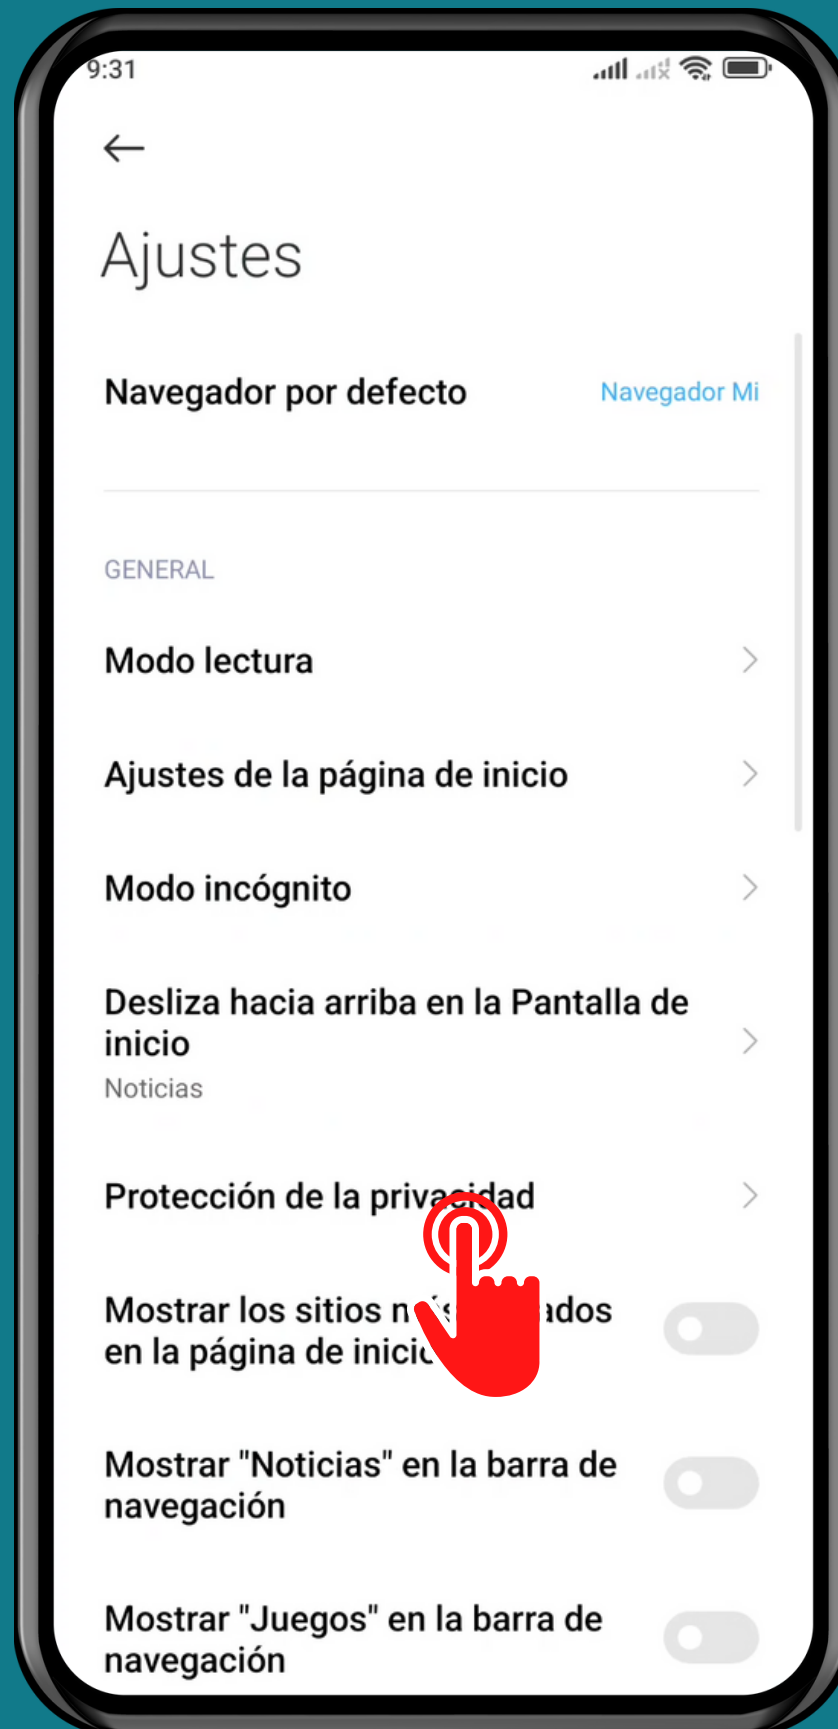 9:31
Ajustes
Navegador por defecto
Navegador Mi
GENERAL
Modo lectura
Ajustes de la página de inicio
Modo incógnito
Desliza hacia arriba en la Pantalla de
inicio
Noticias
Protección de la privacidad
Mostrar los sitios
en la página de
Mostrar "Noticias" en la barra de
navegación
Mostrar "Juegos" en la barra de
navegación